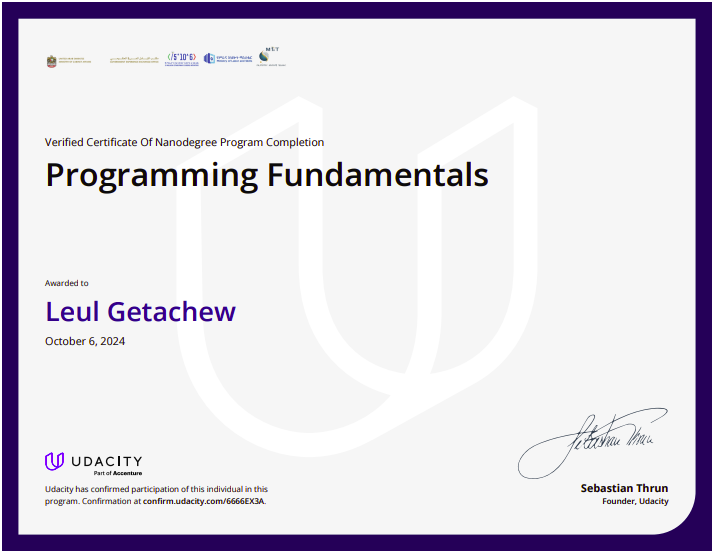 Verified Certificate Of Nanodegree Program Completion
Programming Fundamentals
Awarded to
Leul Getachew
October 6, 2024
UDACITY
Part of Accenture
Udacity has confirmed participation of this individual in this
program. Confirmation at confirm.udacity.com/6666EX3A.
Sebastian Thrun
Founder, Udacity